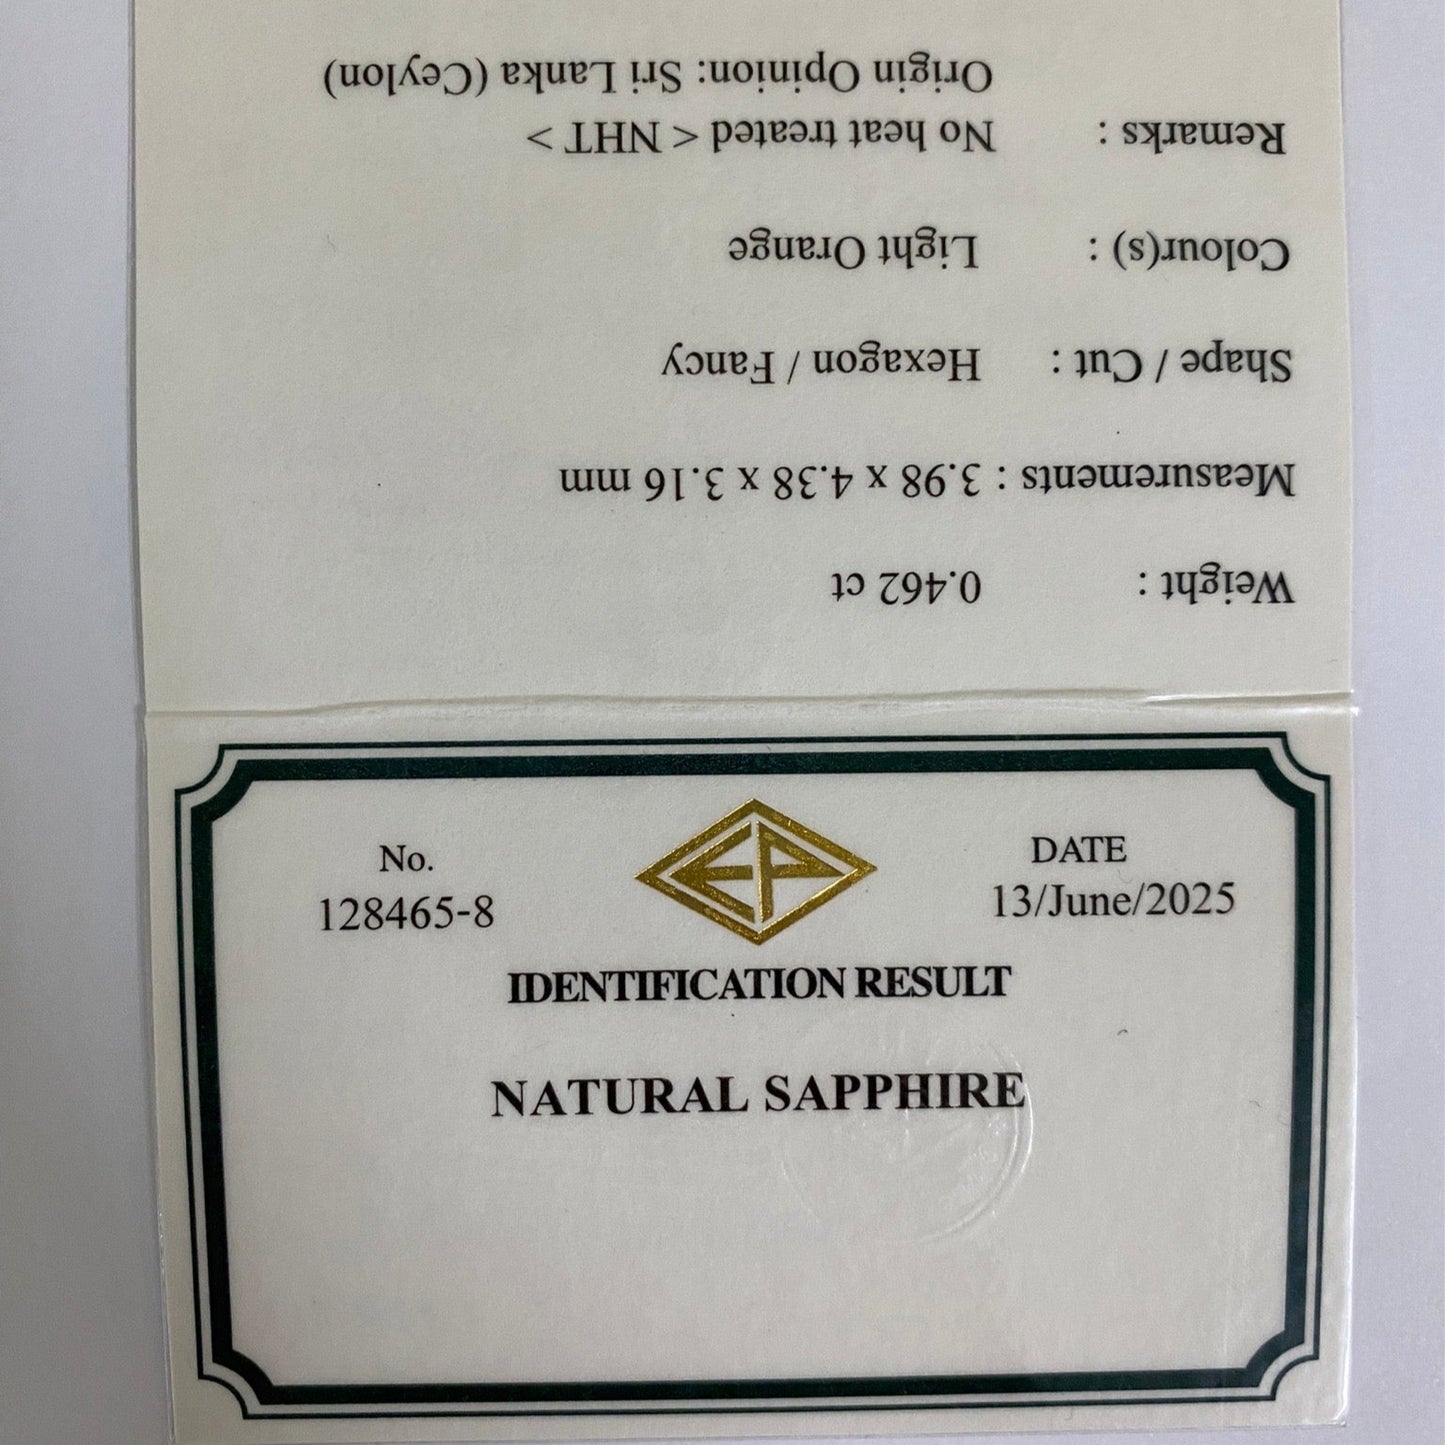 No.
128465-8
EP
DATE
13/June/2025
IDENTIFICATION RESULT
NATURAL SAPPHIRE
Weight : 0.462 ct
Measurements : 3.98 x 4.38 x 3.16 mm
Shape / Cut : Hexagon / Fancy
Colour(s) : Light Orange
Remarks : No heat treated < NHT >
Origin Opinion: Sri Lanka (Ceylon)